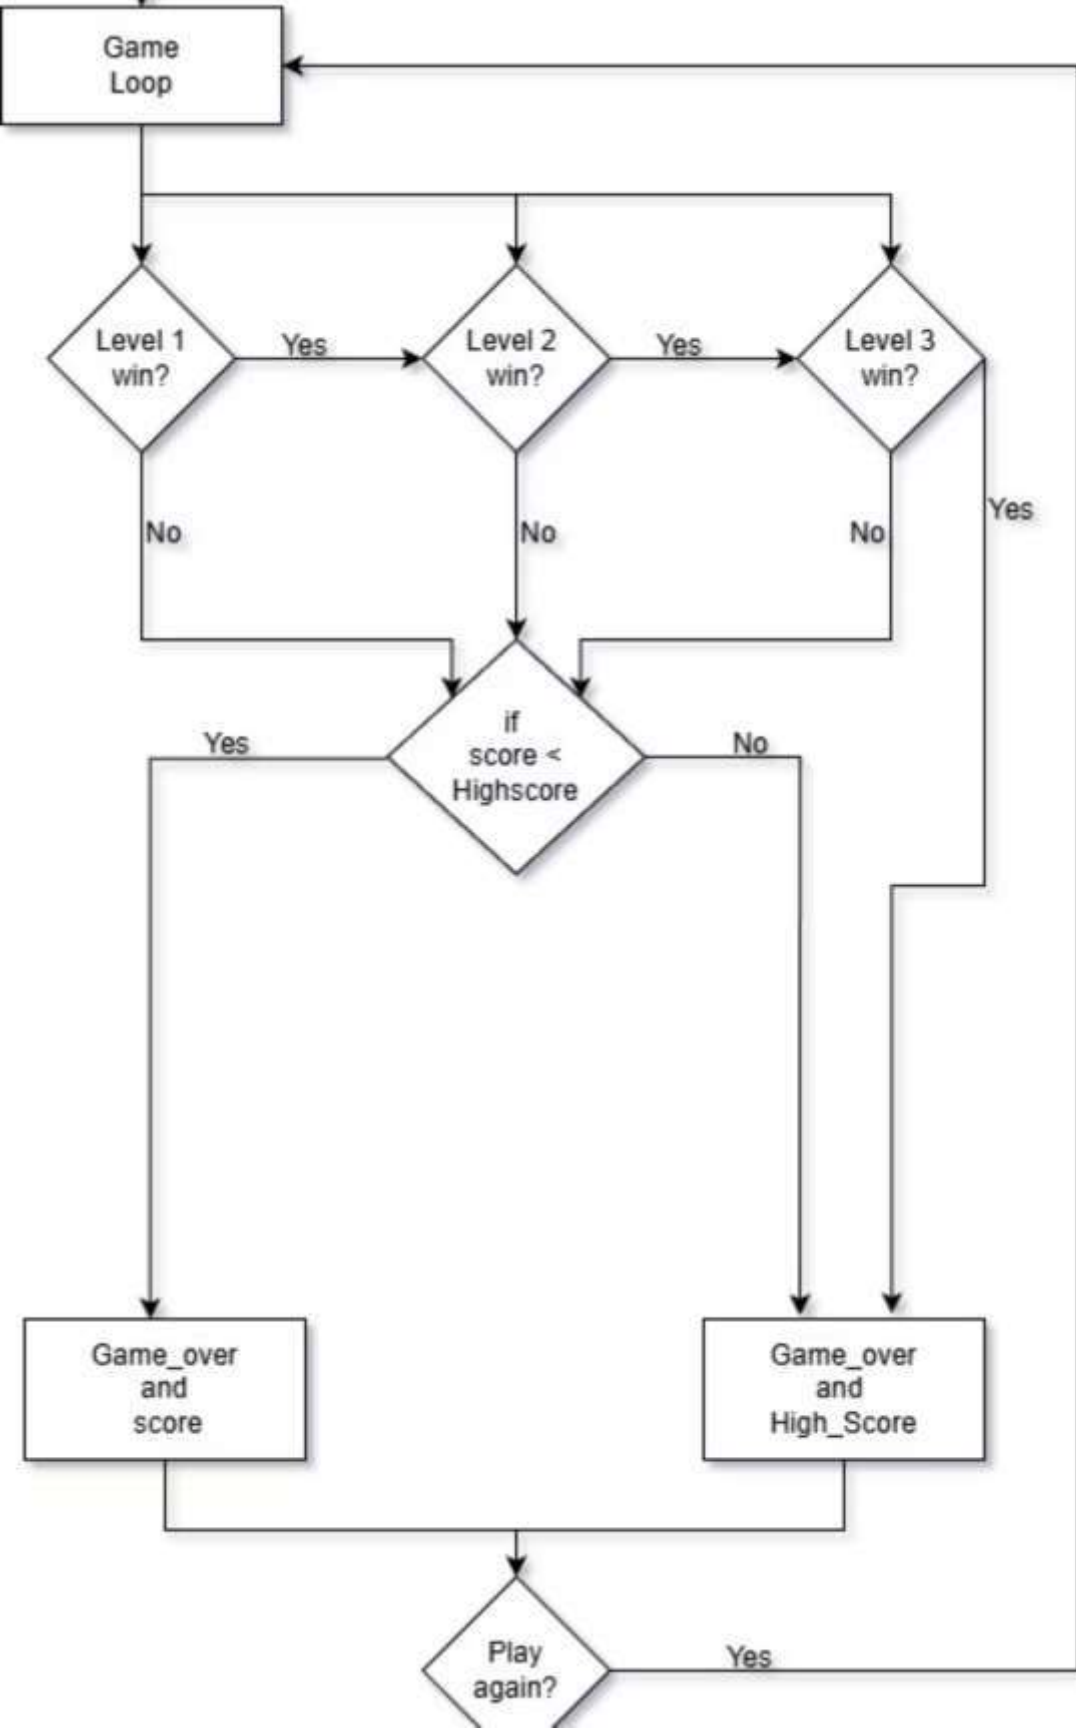 Game
Loop
Level 1
win?
Yes
Level 2
win?
Yes
Level 3
win?
Yes
No
No
No
if
score <
Highscore
Yes
No
Game_over
and
score
Game_over
and
High_Score
Play
again?
Yes